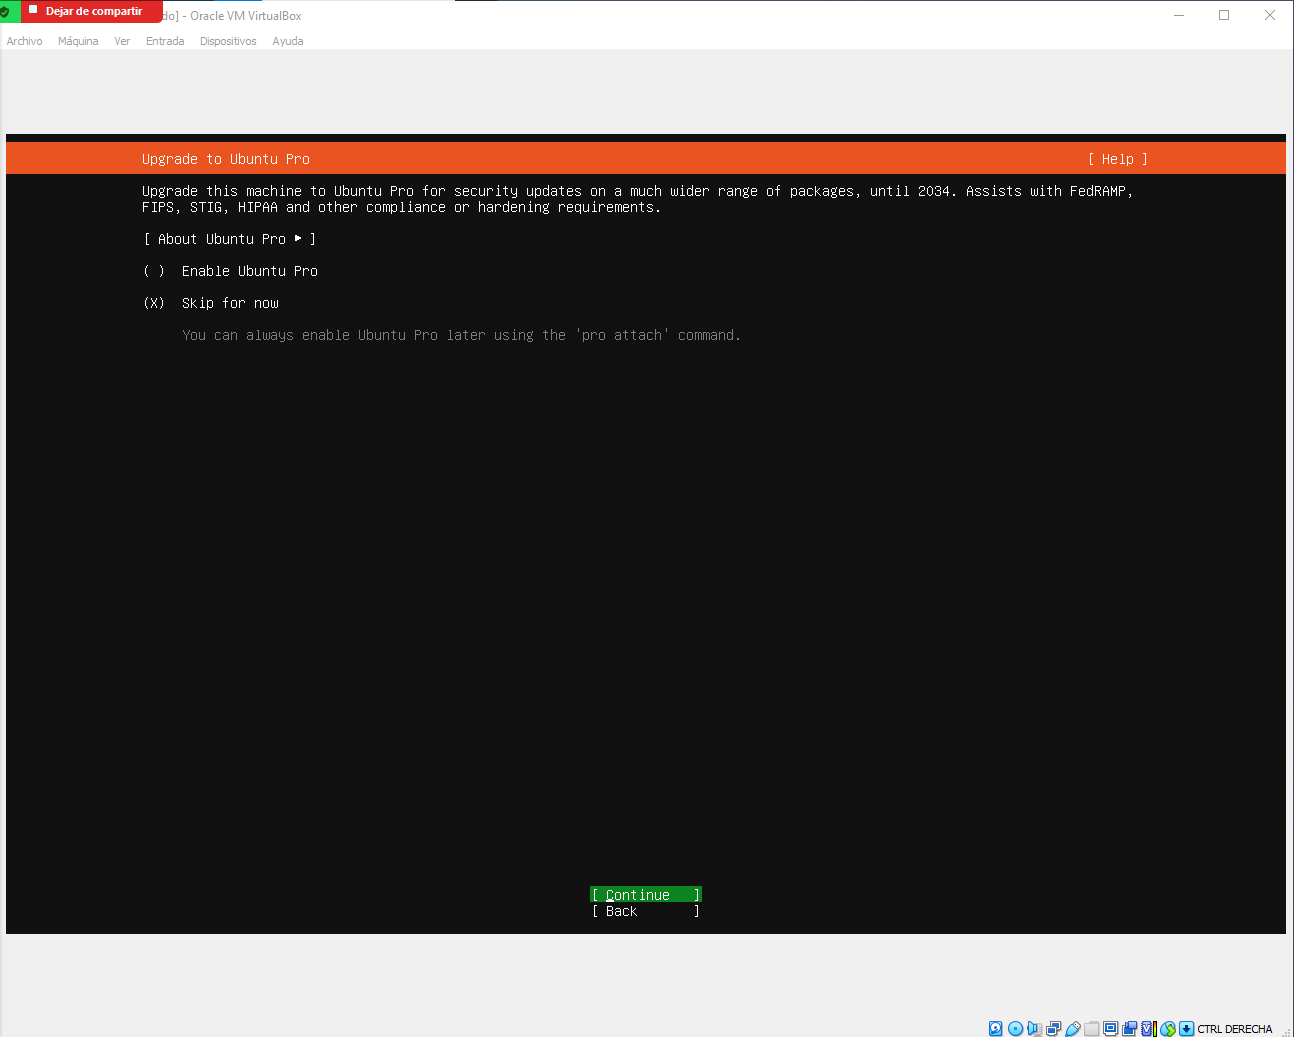 Dejar de compartir
do] - Oracle VM VirtualBox
Archivo Máquina Ver Entrada Dispositivos Ayuda
Upgrade to Ubuntu Pro [ Help ]
Upgrade this machine to Ubuntu Pro for security updates on a much wider range of packages, until 2034. Assists with FedRAMP,
FIPS, STIG, HIPAA and other compliance or hardening requirements.
[ About Ubuntu Pro ▸ ]
( ) Enable Ubuntu Pro
(X) Skip for now
You can always enable Ubuntu Pro later using the 'pro attach' command.
[ Continue ]
[ Back ]
CTRL DERECHA